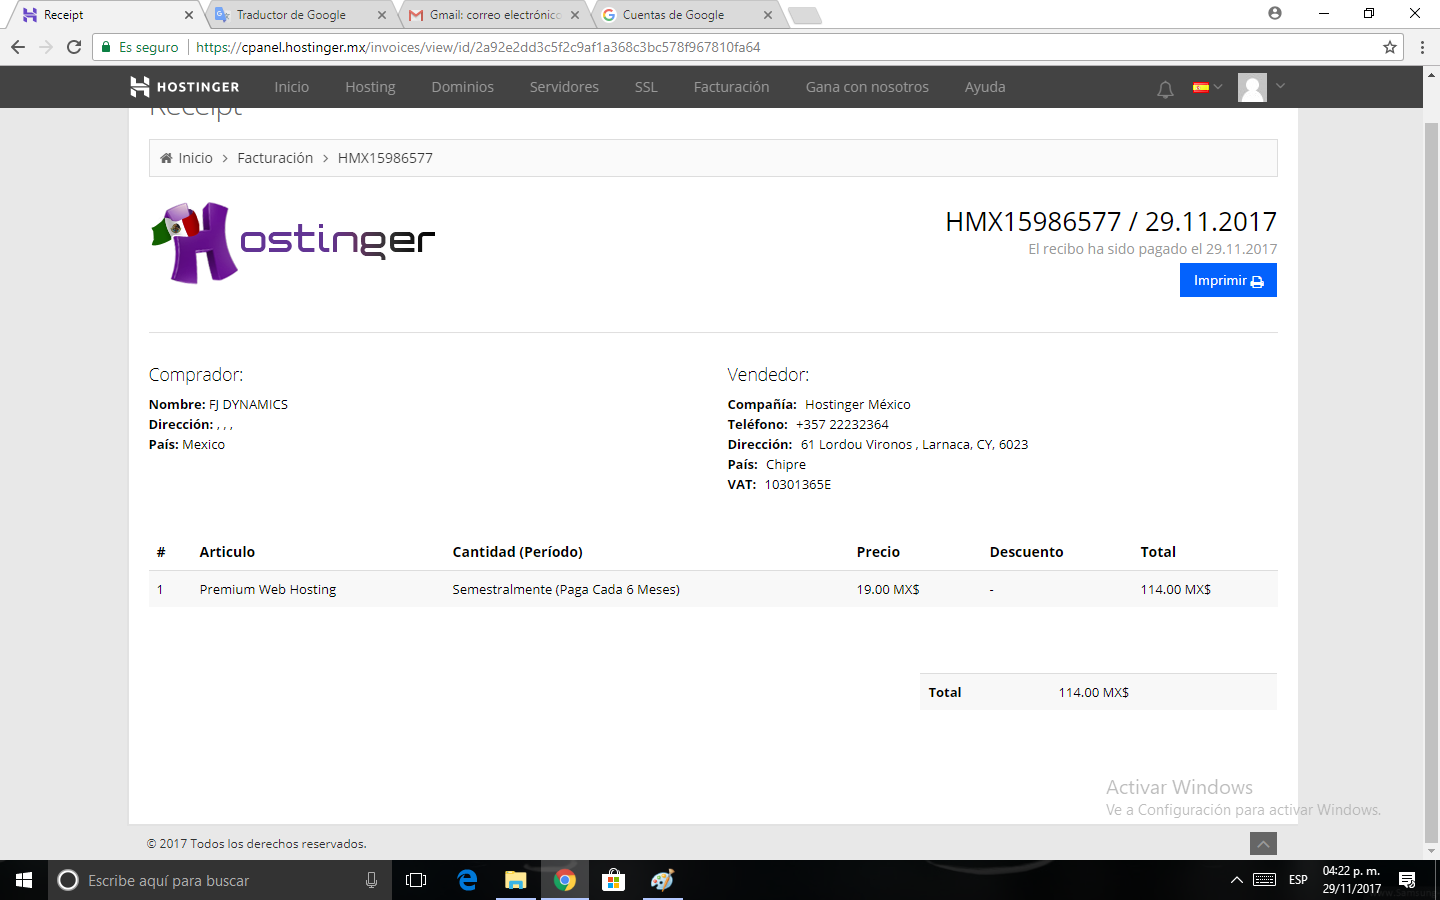 Receipt
Traductor de Google
Gmail: correo electrónico
Cuentas de Google
Es seguro
https://cpanel.hostinger.mx/invoices/view/id/2a92e2dd3c5f2c9af1a368c3bc578f967810fa64
HOSTINGER
Inicio
Hosting
Dominios
Servidores
SSL
Facturación
Gana con nosotros
Ayuda
Receipt
Inicio > Facturación > HMX15986577
Hostinger
HMX15986577 / 29.11.2017
El recibo ha sido pagado el 29.11.2017
Imprimir
Comprador:
Nombre: FJ DYNAMICS
Dirección: , , ,
País: Mexico
Vendedor:
Compañía: Hostinger México
Teléfono: +357 22232364
Dirección: 61 Lordou Vironos , Larnaca, CY, 6023
País: Chipre
VAT: 10301365E
# Articulo Cantidad (Período) Precio Descuento Total
1 Premium Web Hosting Semestralmente (Paga Cada 6 Meses) 19.00 MX$ - 114.00 MX$
Total 114.00 MX$
Activar Windows
Ve a Configuración para activar Windows.
© 2017 Todos los derechos reservados.
Escribe aquí para buscar
ESP
04:22 p. m.
29/11/2017